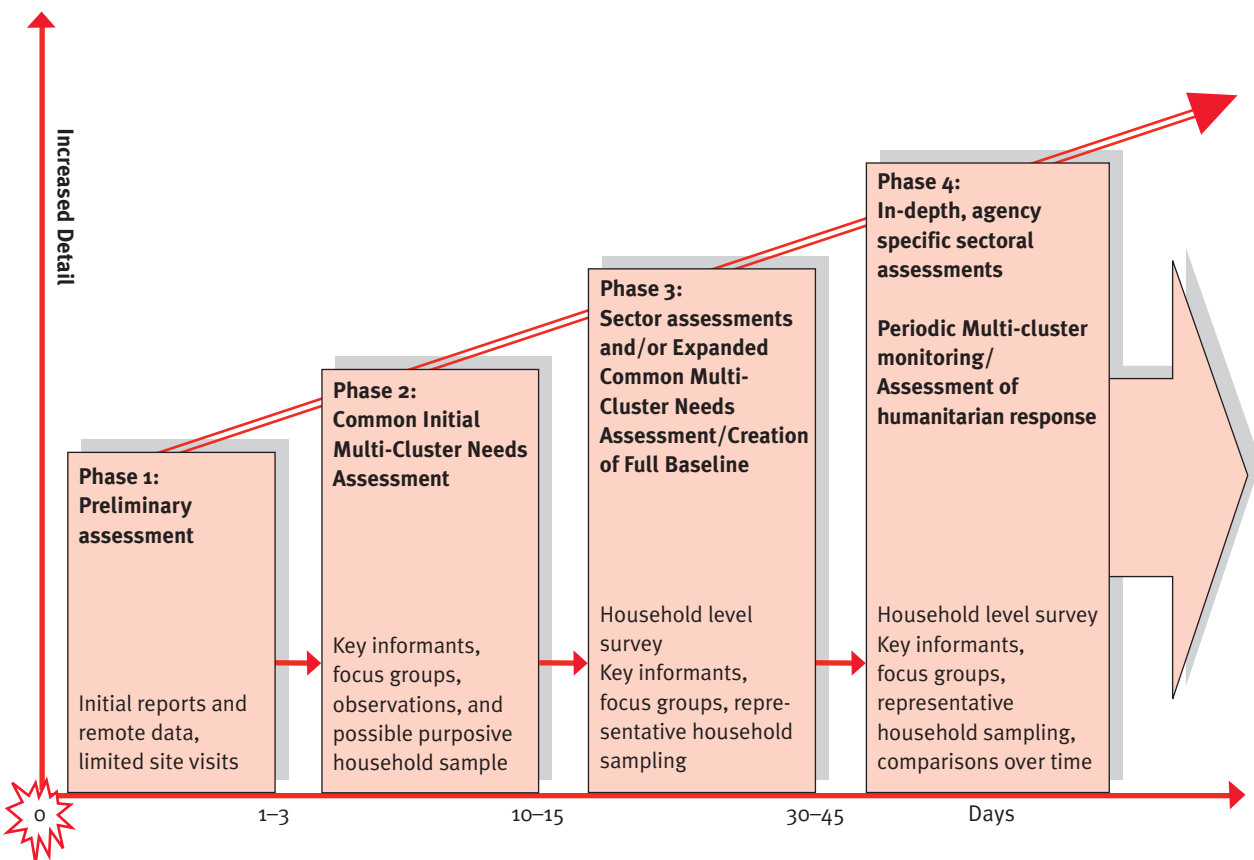 Increased Detail
Phase 1:
Preliminary
assessment
Initial reports and
remote data,
limited site visits
Phase 2:
Common Initial
Multi-Cluster Needs
Assessment
Key informants,
focus groups,
observations, and
possible purposive
household sample
Phase 3:
Sector assessments
and/or Expanded
Common Multi-
Cluster Needs
Assessment/Creation
of Full Baseline
Household level
survey
Key informants,
focus groups, repre-
sentative household
sampling
Phase 4:
In-depth, agency
specific sectoral
assessments
Periodic Multi-cluster
monitoring/
Assessment of
humanitarian response
Household level survey
Key informants,
focus groups,
representative
household sampling,
comparisons over time
0
1–3
10–15
30–45
Days